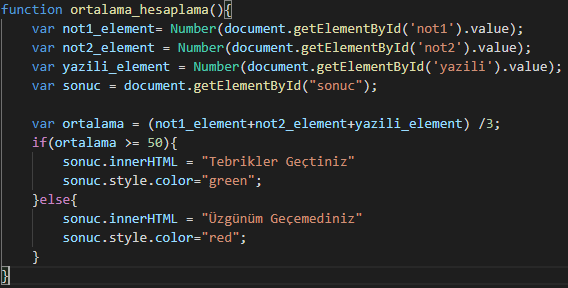 function ortalama_hesaplama(){
    var not1_element= Number(document.getElementById('not1').value);
    var not2_element = Number(document.getElementById('not2').value);
    var yazili_element = Number(document.getElementById('yazili').value);
    var sonuc = document.getElementById("sonuc");
    var ortalama = (not1_element+not2_element+yazili_element) /3;
    if(ortalama >= 50){
        sonuc.innerHTML = "Tebrikler Geçtiniz"
        sonuc.style.color="green";
    }else{
        sonuc.innerHTML = "Üzgünüm Geçemediniz"
        sonuc.style.color="red";
    }
}